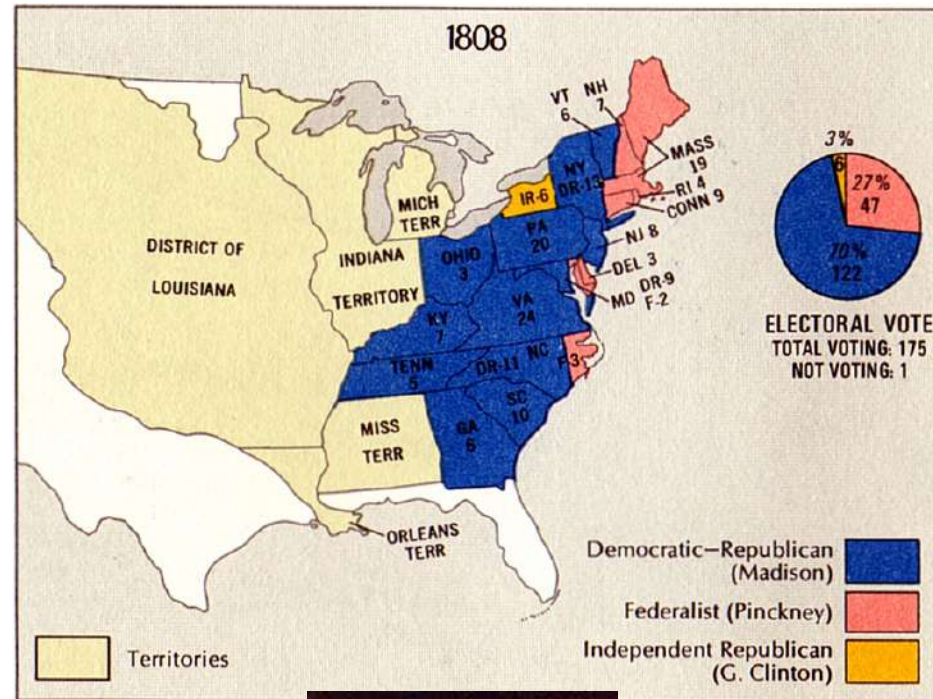 1808
VT
6
NH
7
MASS
19
RI 4
CONN 9
NY
DR-13
IR-6
MICH
TERR
PA
20
NJ 8
OHIO
3
INDIANA
TERRITORY
DISTRICT OF
LOUISIANA
DEL 3
MD DR-9
F-2
VA
24
KY
7
TENN
5
DR-11 NC
F 3
SC
10
GA
6
MISS
TERR
ORLEANS
TERR
3%
6
27%
47
70%
122
ELECTORAL VOTE
TOTAL VOTING: 175
NOT VOTING: 1
Democratic–Republican
(Madison)
Federalist (Pinckney)
Independent Republican
(G. Clinton)
Territories